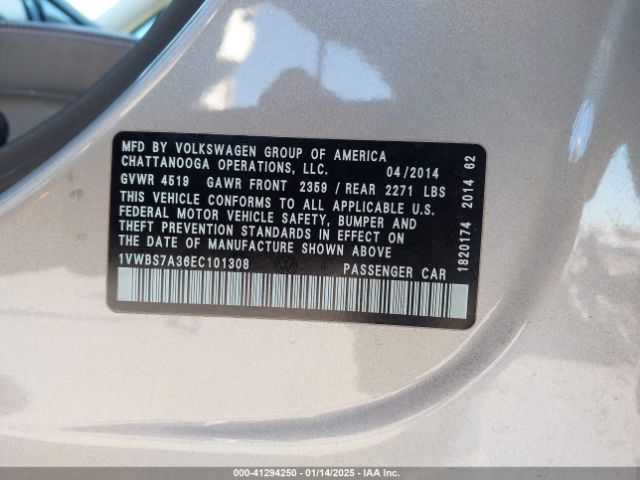 MFD BY VOLKSWAGEN GROUP OF AMERICA
CHATTANOOGA OPERATIONS, LLC. 04/2014
GVWR 4519 GAWR FRONT 2359 / REAR 2271 LBS
THIS VEHICLE CONFORMS TO ALL APPLICABLE U.S.
FEDERAL MOTOR VEHICLE SAFETY, BUMPER AND
THEFT PREVENTION STANDARDS IN EFFECT ON
THE DATE OF MANUFACTURE SHOWN ABOVE
1VWBS7A36EC101308 PASSENGER CAR
1820174 2014 62
000-41294250 - 01/14/2025 - IAA Inc.